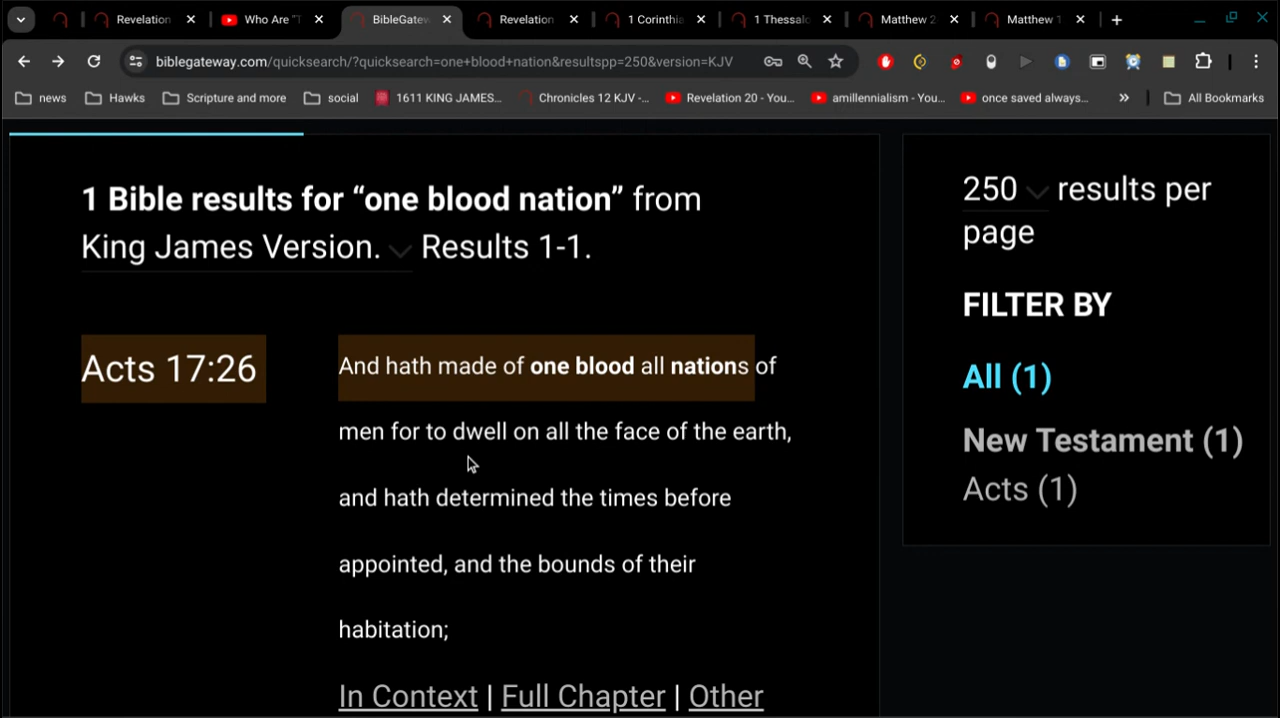 Revelation
Who Are "T
BibleGatew
Revelation
1 Corinthia
1 Thessalo
Matthew 2
Matthew 1
biblegateway.com/quicksearch/?quicksearch=one+blood+nation&resultspp=250&version=KJV
news
Hawks
Scripture and more
social
1611 KING JAMES...
Chronicles 12 KJV -...
Revelation 20 - You...
amillennialism - You...
once saved always...
»
All Bookmarks
1 Bible results for “one blood nation” from
King James Version. Results 1-1.
Acts 17:26
And hath made of one blood all nations of
men for to dwell on all the face of the earth,
and hath determined the times before
appointed, and the bounds of their
habitation;
In Context | Full Chapter | Other
250 results per
page
FILTER BY
All (1)
New Testament (1)
Acts (1)